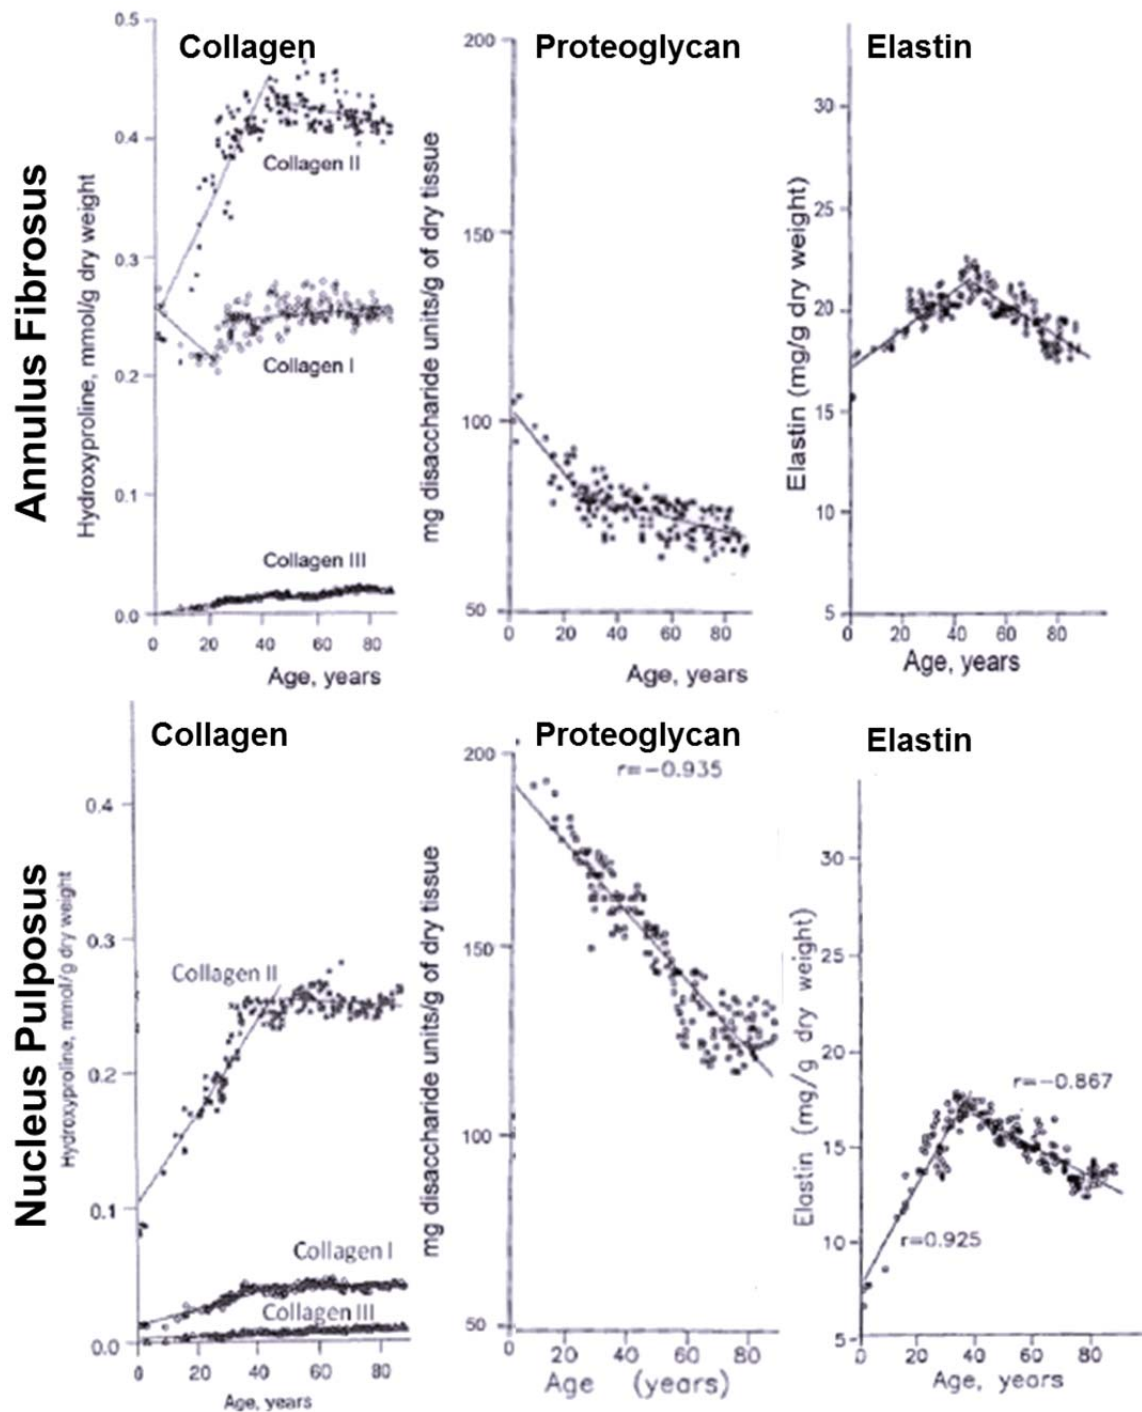 Annulus Fibrosus
Collagen
Hydroxyproline, mmol/g dry weight
0.5
0.4
0.3
0.2
0.1
0.0
Collagen II
Collagen I
Collagen III
0 20 40 60 80
Age, years
Proteoglycan
mg disaccharide units/g of dry tissue
200
150
100
50
0 20 40 60 80
Age, years
Elastin
Elastin (mg/g dry weight)
30
25
20
15
10
5
0 20 40 60 80
Age, years
Nucleus Pulposus
Collagen
Hydroxyproline, mmol/g dry weight
0.4
0.3
0.2
0.1
0.0
Collagen II
Collagen I
Collagen III
0 20 40 60 80
Age, years
Proteoglycan
r=-0.935
mg disaccharide units/g of dry tissue
200
150
100
50
0 20 40 60 80
Age (years)
Elastin
Elastin (mg/g dry weight)
30
25
20
15
10
5
r=-0.867
r=0.925
0 20 40 60 80
Age, years